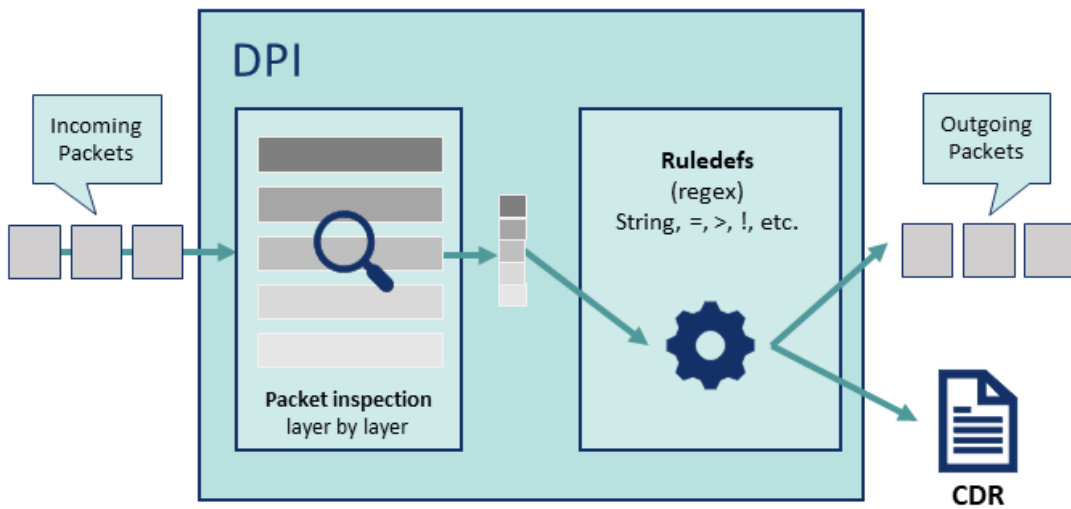 DPI
Incoming
Packets
Packet inspection
layer by layer
Ruledefs
(regex)
String, =, >, !, etc.
Outgoing
Packets
CDR